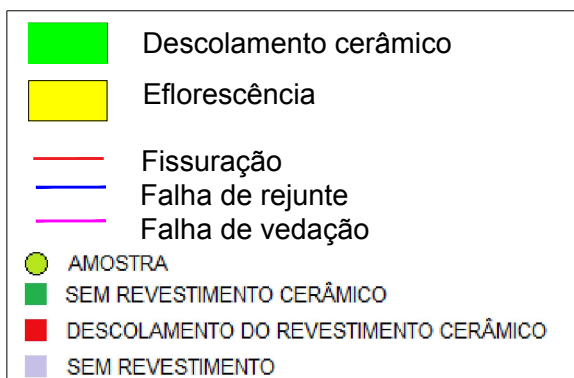 Descolamento cerâmico
Eflorescência
Fissuração
Falha de rejunte
Falha de vedação
AMOSTRA
SEM REVESTIMENTO CERÂMICO
DESCOLAMENTO DO REVESTIMENTO CERÂMICO
SEM REVESTIMENTO